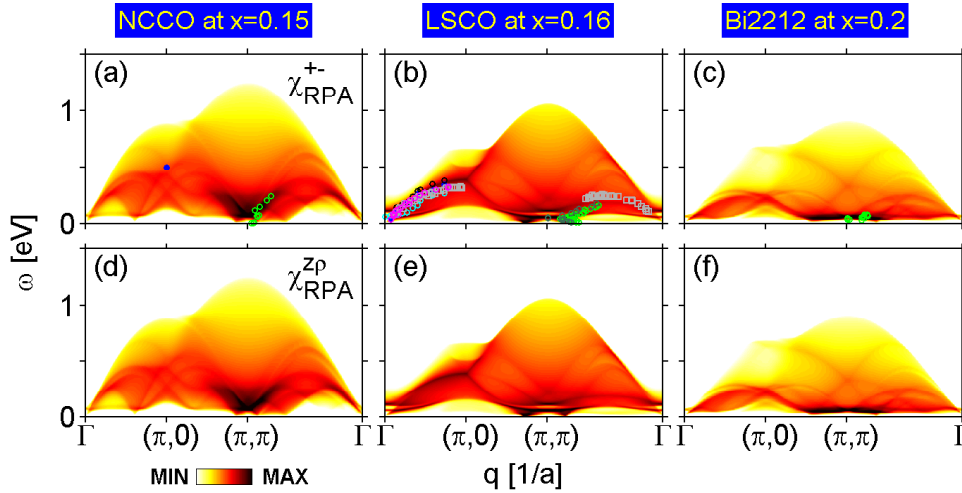 NCCO at x=0.15
LSCO at x=0.16
Bi2212 at x=0.2
(a)
χ+-RPA
(b)
(c)
1
0
(d)
χzρRPA
(e)
(f)
1
0
ω [eV]
Γ (π,0) (π,π) Γ (π,0) (π,π) Γ (π,0) (π,π) Γ
MIN MAX
q [1/a]